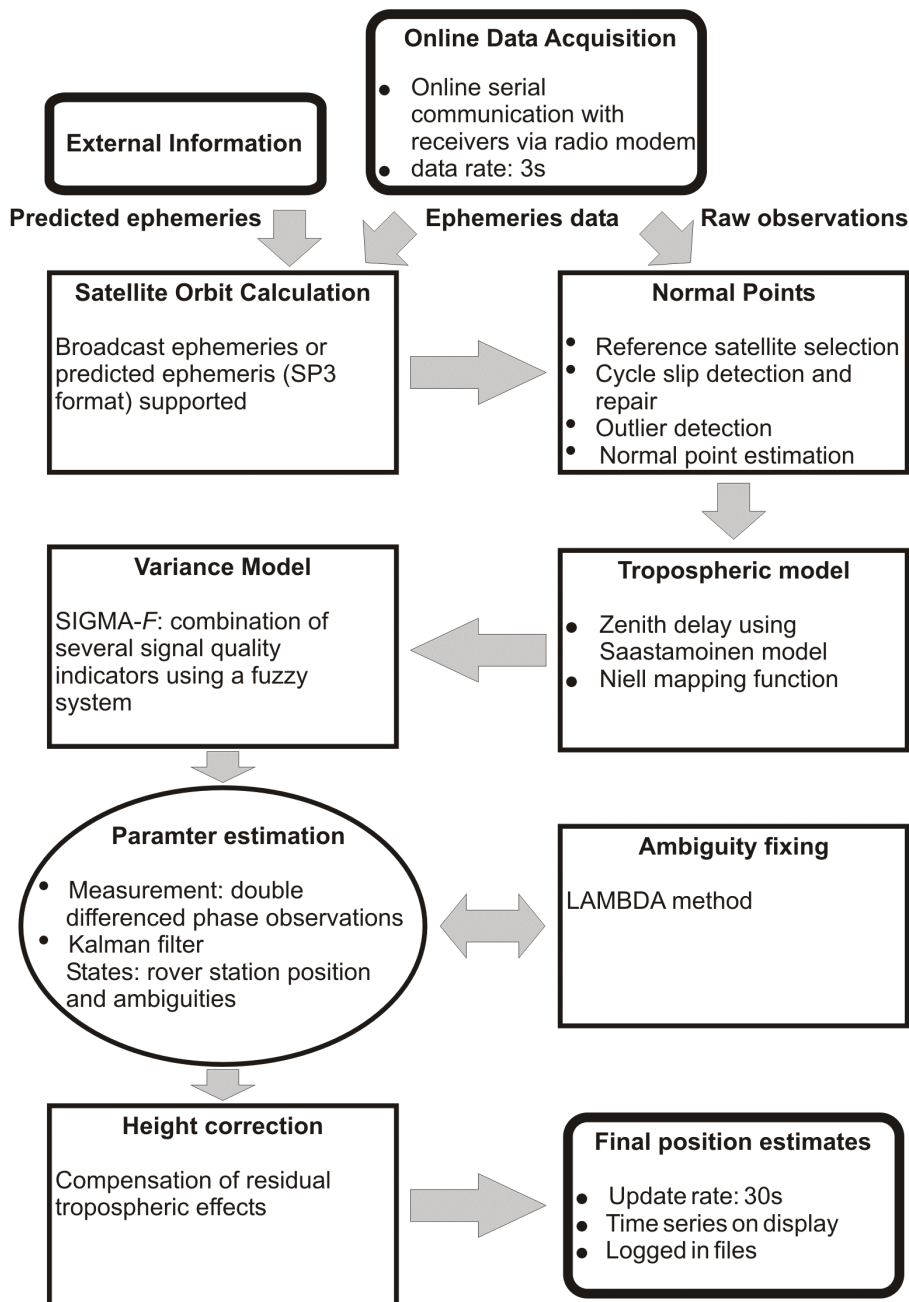 Online Data Acquisition
● Online serial
communication with
receivers via radio modem
● data rate: 3s
External Information
Predicted ephemeries
Ephemeries data
Raw observations
Satellite Orbit Calculation
Broadcast ephemeries or
predicted ephemeris (SP3
format) supported
Normal Points
● Reference satellite selection
● Cycle slip detection and
repair
● Outlier detection
● Normal point estimation
Tropospheric model
● Zenith delay using
Saastamoinen model
● Niell mapping function
Variance Model
SIGMA-F: combination of
several signal quality
indicators using a fuzzy
system
Paramter estimation
● Measurement: double
differenced phase observations
● Kalman filter
States: rover station position
and ambiguities
Ambiguity fixing
LAMBDA method
Height correction
Compensation of residual
tropospheric effects
Final position estimates
● Update rate: 30s
● Time series on display
● Logged in files